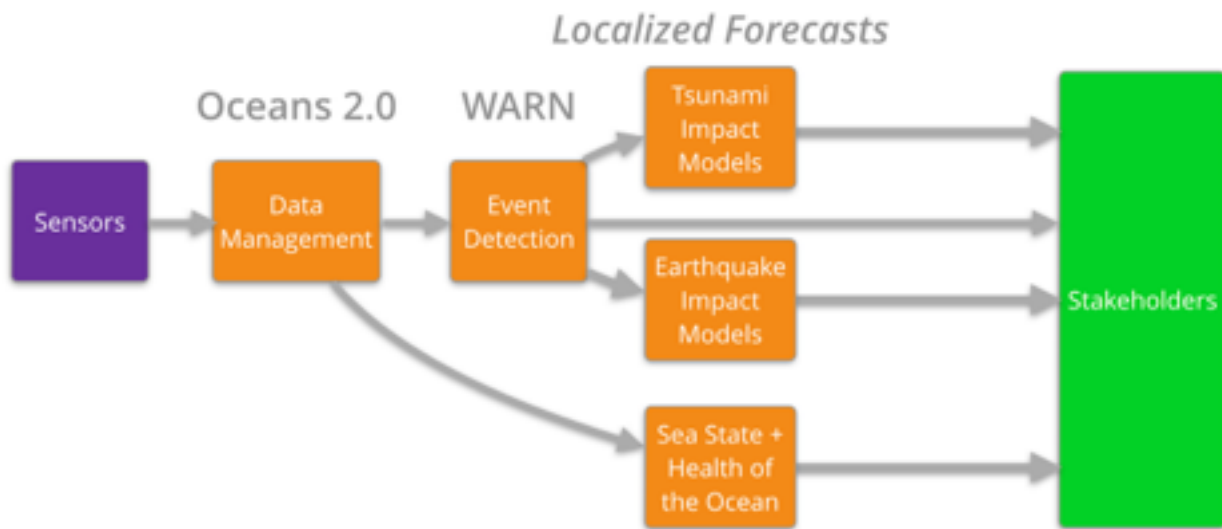 Localized Forecasts
Oceans 2.0
WARN
Tsunami
Impact
Models
Sensors
Data
Management
Event
Detection
Earthquake
Impact
Models
Stakeholders
Sea State +
Health of
the Ocean